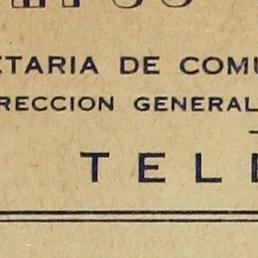 ETARIA DE COMU
RECCION GENERAL
TELE